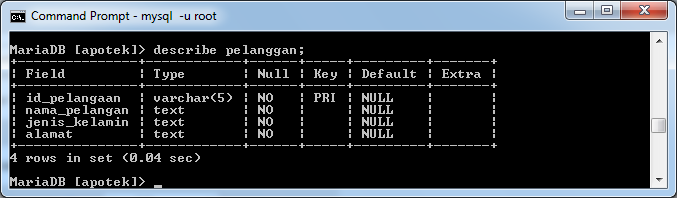 Command Prompt - mysql -u root
MariaDB [apotek]> describe pelanggan;
+---------------+------------+------+-----+---------+-------+
| Field | Type | Null | Key | Default | Extra |
+---------------+------------+------+-----+---------+-------+
| id_pelangaan | varchar(5) | NO | PRI | NULL | |
| nama_pelangan | text | NO | | NULL | |
| jenis_kelamin | text | NO | | NULL | |
| alamat | text | NO | | NULL | |
+---------------+------------+------+-----+---------+-------+
4 rows in set (0.04 sec)
MariaDB [apotek]> _